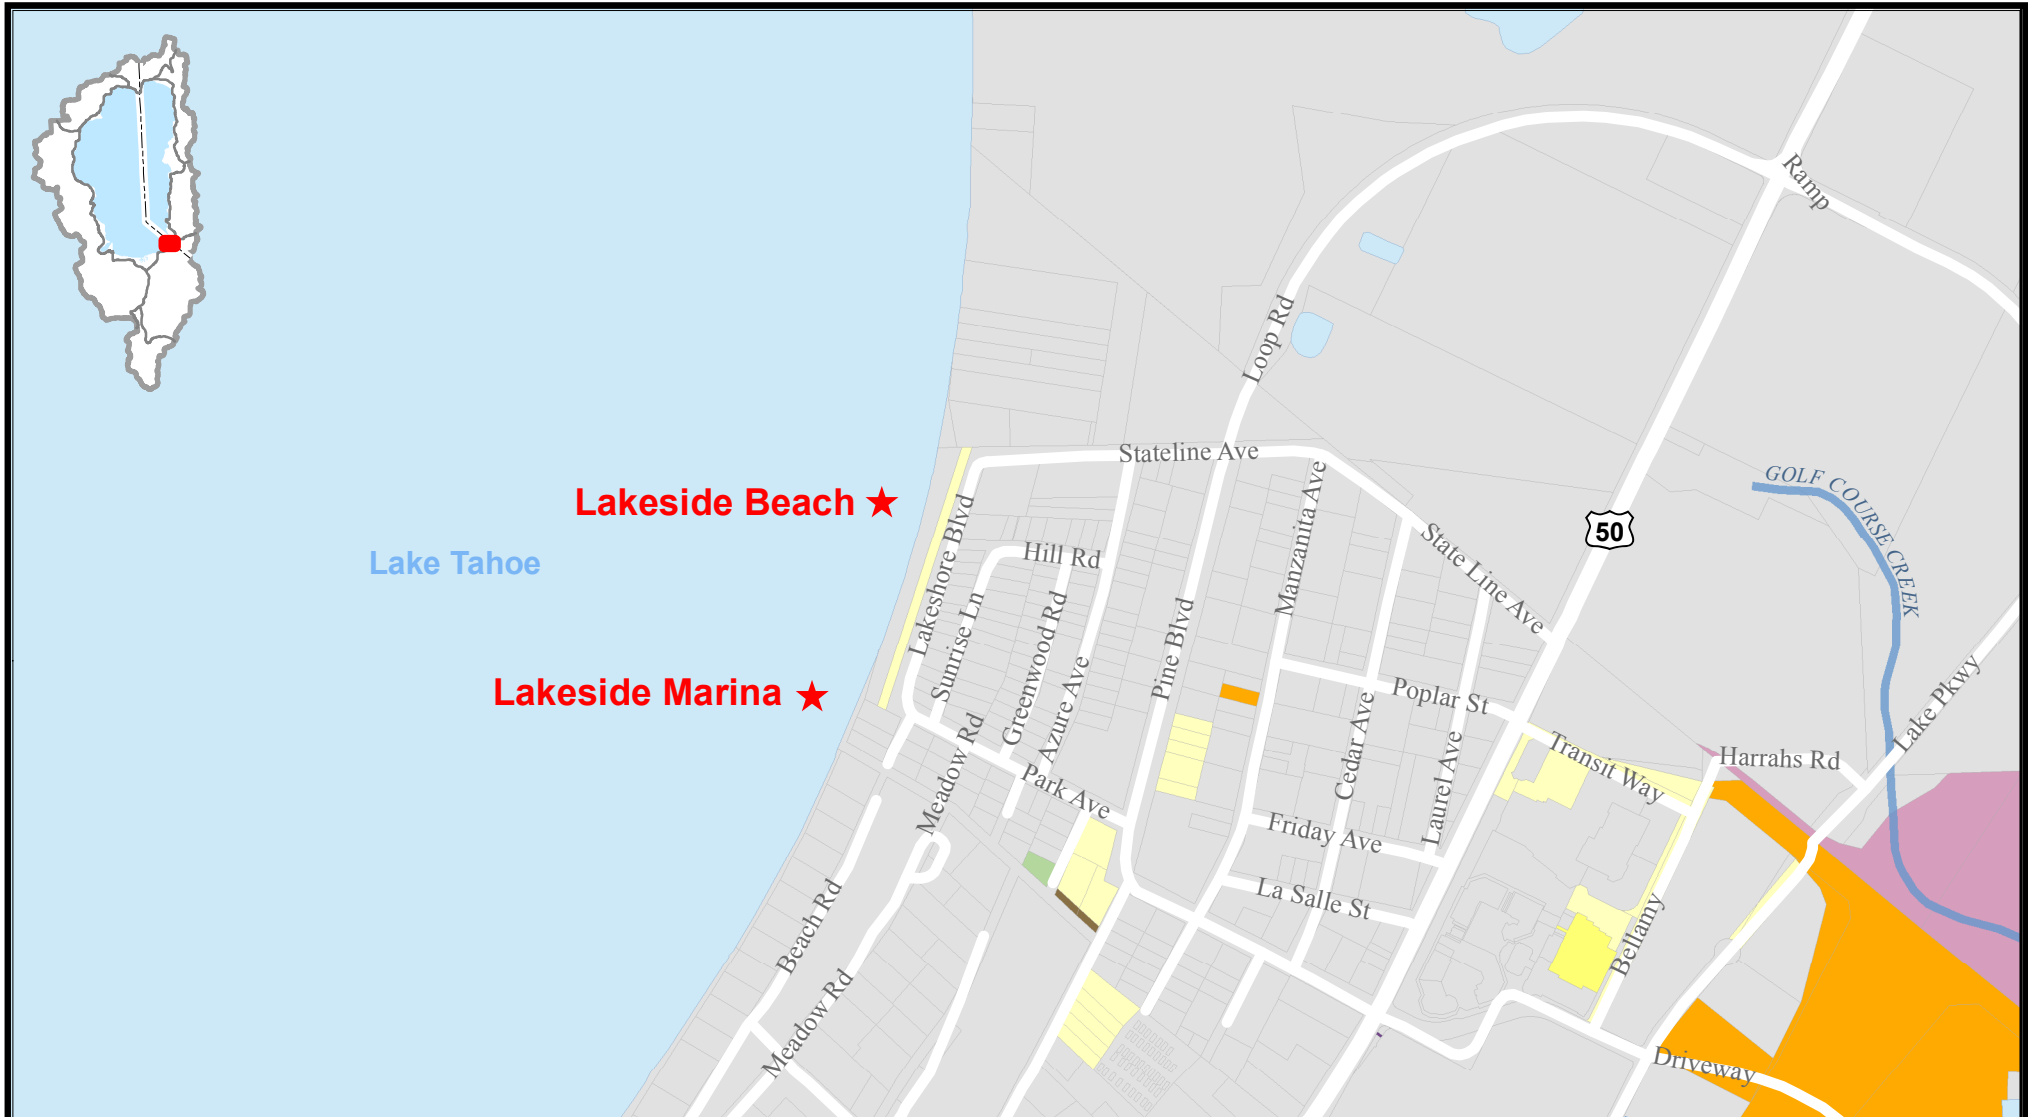 Ramp
Loop Rd
Stateline Ave
GOLF COURSE CREEK
Lakeside Beach
Lakeshore Blvd
Manzanita Ave
State Line Ave
50
Lake Tahoe
Hill Rd
Sunrise Ln
Greenwood Rd
Pine Blvd
Azure Ave
Lakeside Marina
Poplar St
Lake Pkwy
Meadow Rd
Cedar Ave
Laurel Ave
Transit Way
Harrahs Rd
Park Ave
Friday Ave
La Salle St
Beach Rd
Bellamy
Meadow Rd
Driveway